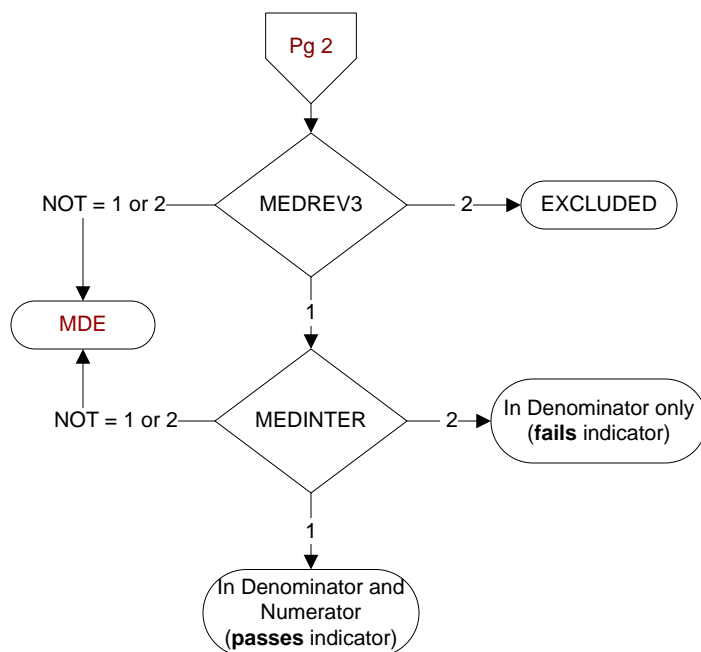 Pg 2
NOT = 1 or 2
MEDREV3
2
EXCLUDED
1
MDE
NOT = 1 or 2
MEDINTER
2
In Denominator only
(fails indicator)
1
In Denominator and
Numerator
(passes indicator)